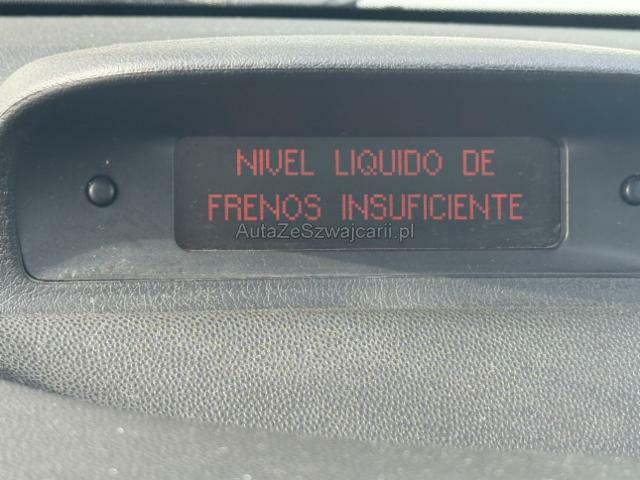 NIVEL LIQUIDO DE
FRENOS INSUFICIENTE
AutaZeSzwajcarii.pl